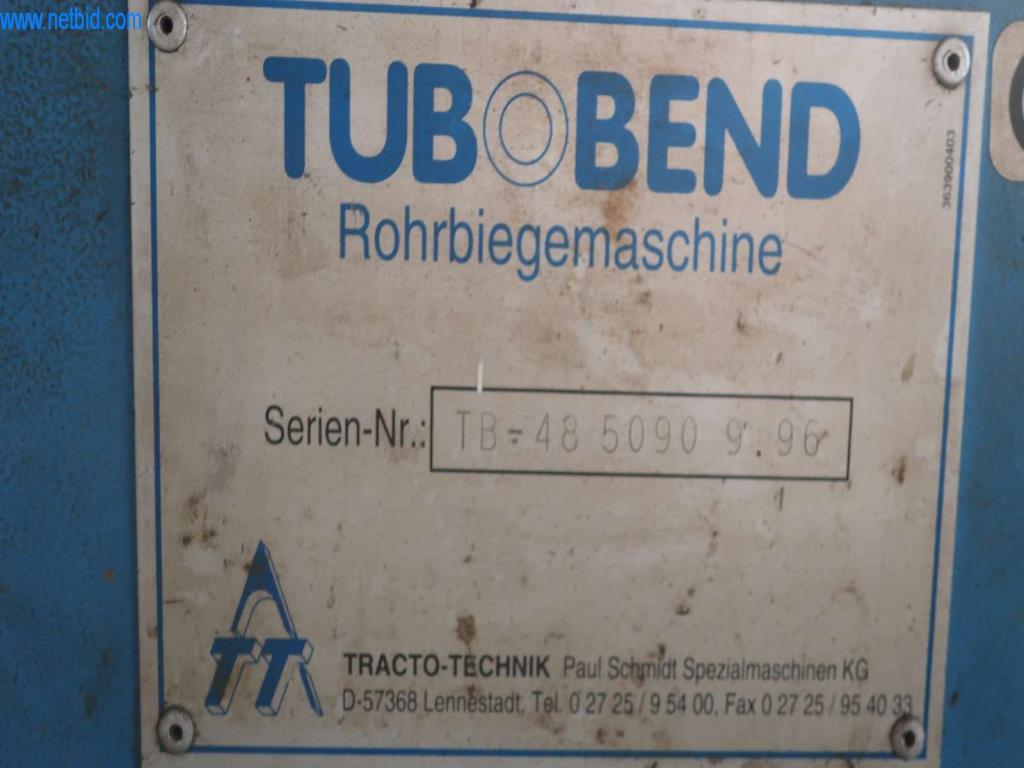 www.netbid.com
TUBOBEND
363900403
Rohrbiegemaschine
Serien-Nr.: TB-48 5090 9.96
TT
TRACTO-TECHNIK Paul Schmidt Spezialmaschinen KG
D-57368 Lennestadt, Tel. 0 27 25 / 9 54 00, Fax 0 27 25 / 95 40 33